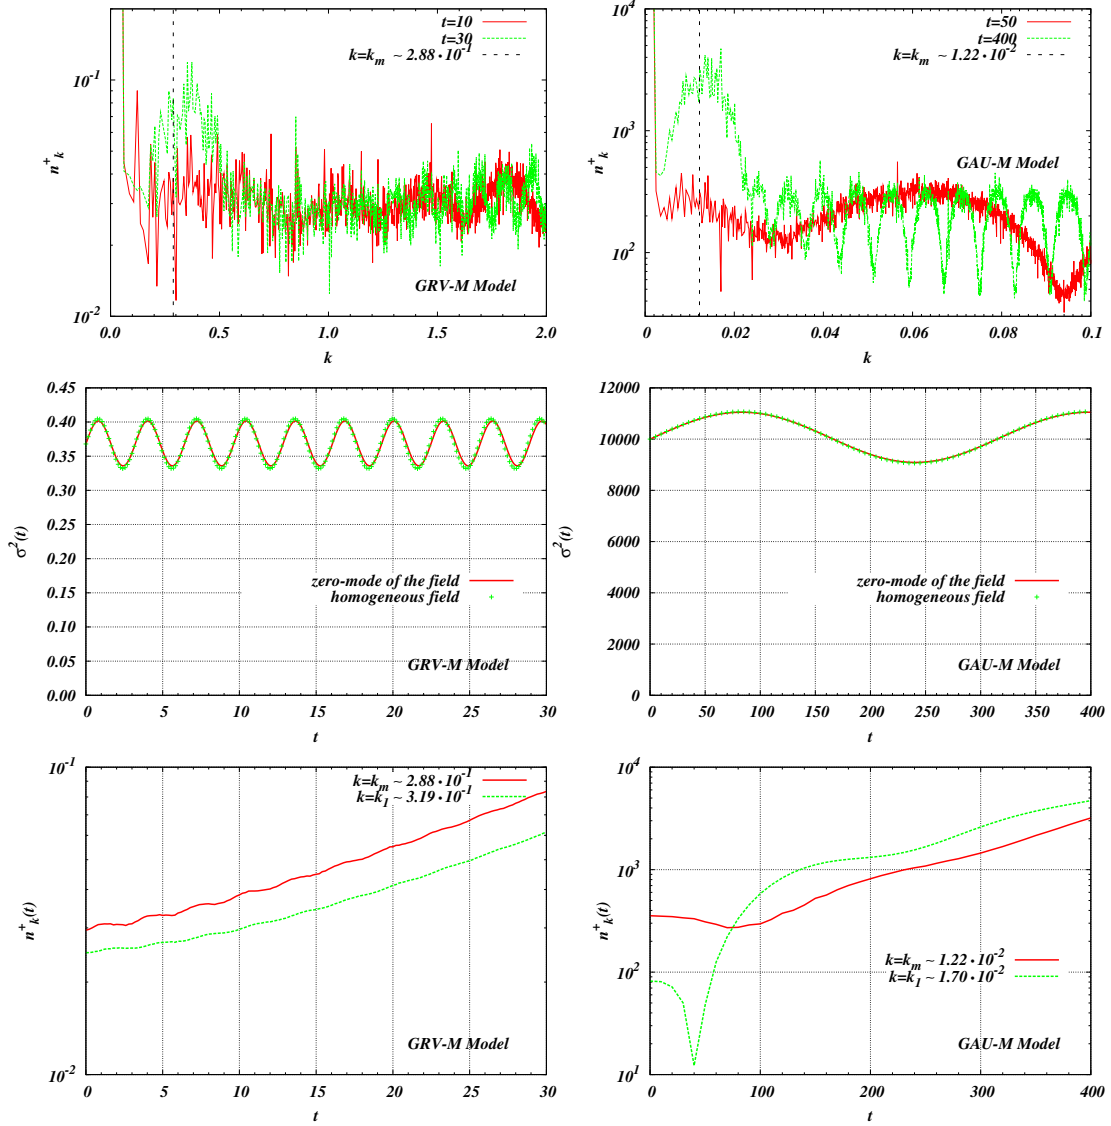 t=10
t=30
k=k_m ~ 2.88·10^-1
n^+_k
10^-1
10^-2
0.0 0.5 1.0 1.5 2.0
k
GRV-M Model
t=50
t=400
k=k_m ~ 1.22·10^-2
n^+_k
10^4
10^3
10^2
0 0.02 0.04 0.06 0.08 0.1
k
GAU-M Model
σ^2(t)
0.45
0.40
0.35
0.30
0.25
0.20
0.15
0.10
0.05
0.00
0 5 10 15 20 25 30
t
zero-mode of the field
homogeneous field
GRV-M Model
σ^2(t)
12000
10000
8000
6000
4000
2000
0
0 50 100 150 200 250 300 350 400
t
zero-mode of the field
homogeneous field
GAU-M Model
n^+_k(t)
10^-1
10^-2
0 5 10 15 20 25 30
t
k=k_m ~ 2.88·10^-1
k=k_1 ~ 3.19·10^-1
GRV-M Model
n^+_k(t)
10^4
10^3
10^2
10^1
0 100 200 300 400
t
k=k_m ~ 1.22·10^-2
k=k_1 ~ 1.70·10^-2
GAU-M Model